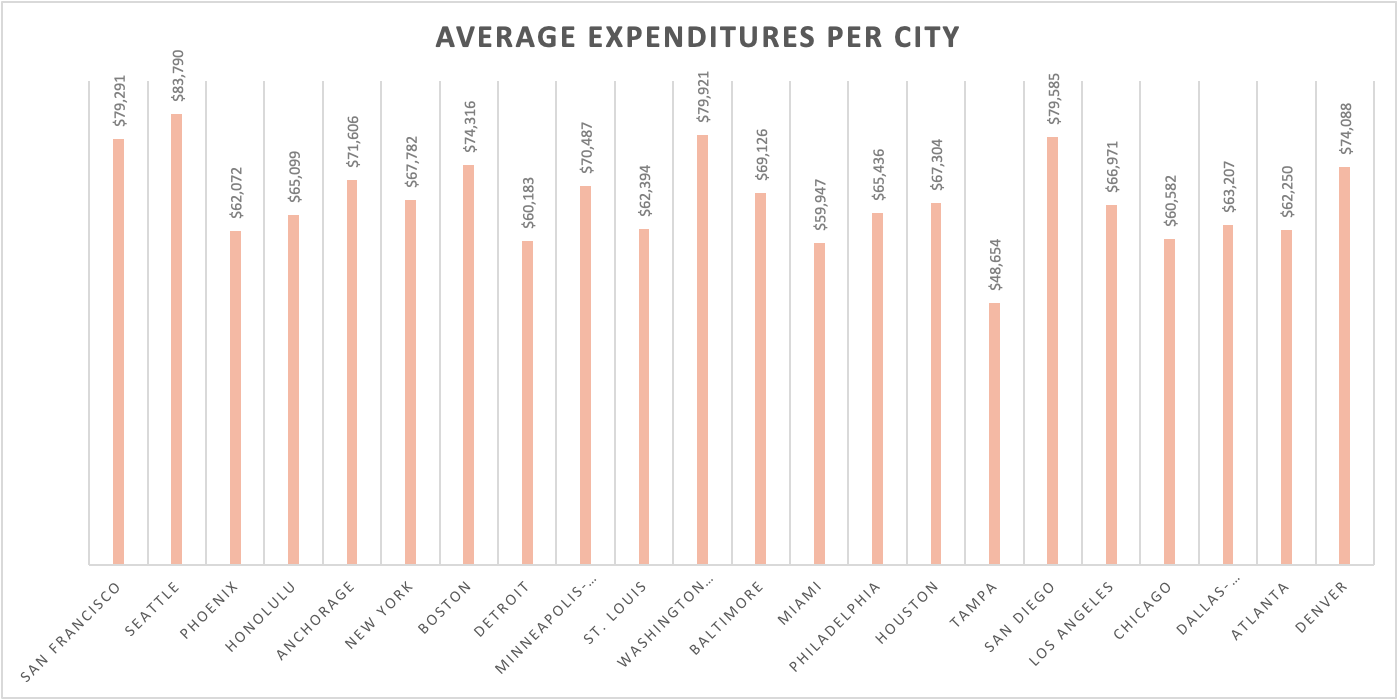 AVERAGE EXPENDITURES PER CITY
$79,291
$83,790
$62,072
$65,099
$71,606
$67,782
$74,316
$60,183
$70,487
$62,394
$79,921
$69,126
$59,947
$65,436
$67,304
$48,654
$79,585
$66,971
$60,582
$63,207
$62,250
$74,088
SAN FRANCISCO
SEATTLE
PHOENIX
HONOLULU
ANCHORAGE
NEW YORK
BOSTON
DETROIT
MINNEAPOLIS-…
ST. LOUIS
WASHINGTON…
BALTIMORE
MIAMI
PHILADELPHIA
HOUSTON
TAMPA
SAN DIEGO
LOS ANGELES
CHICAGO
DALLAS-…
ATLANTA
DENVER